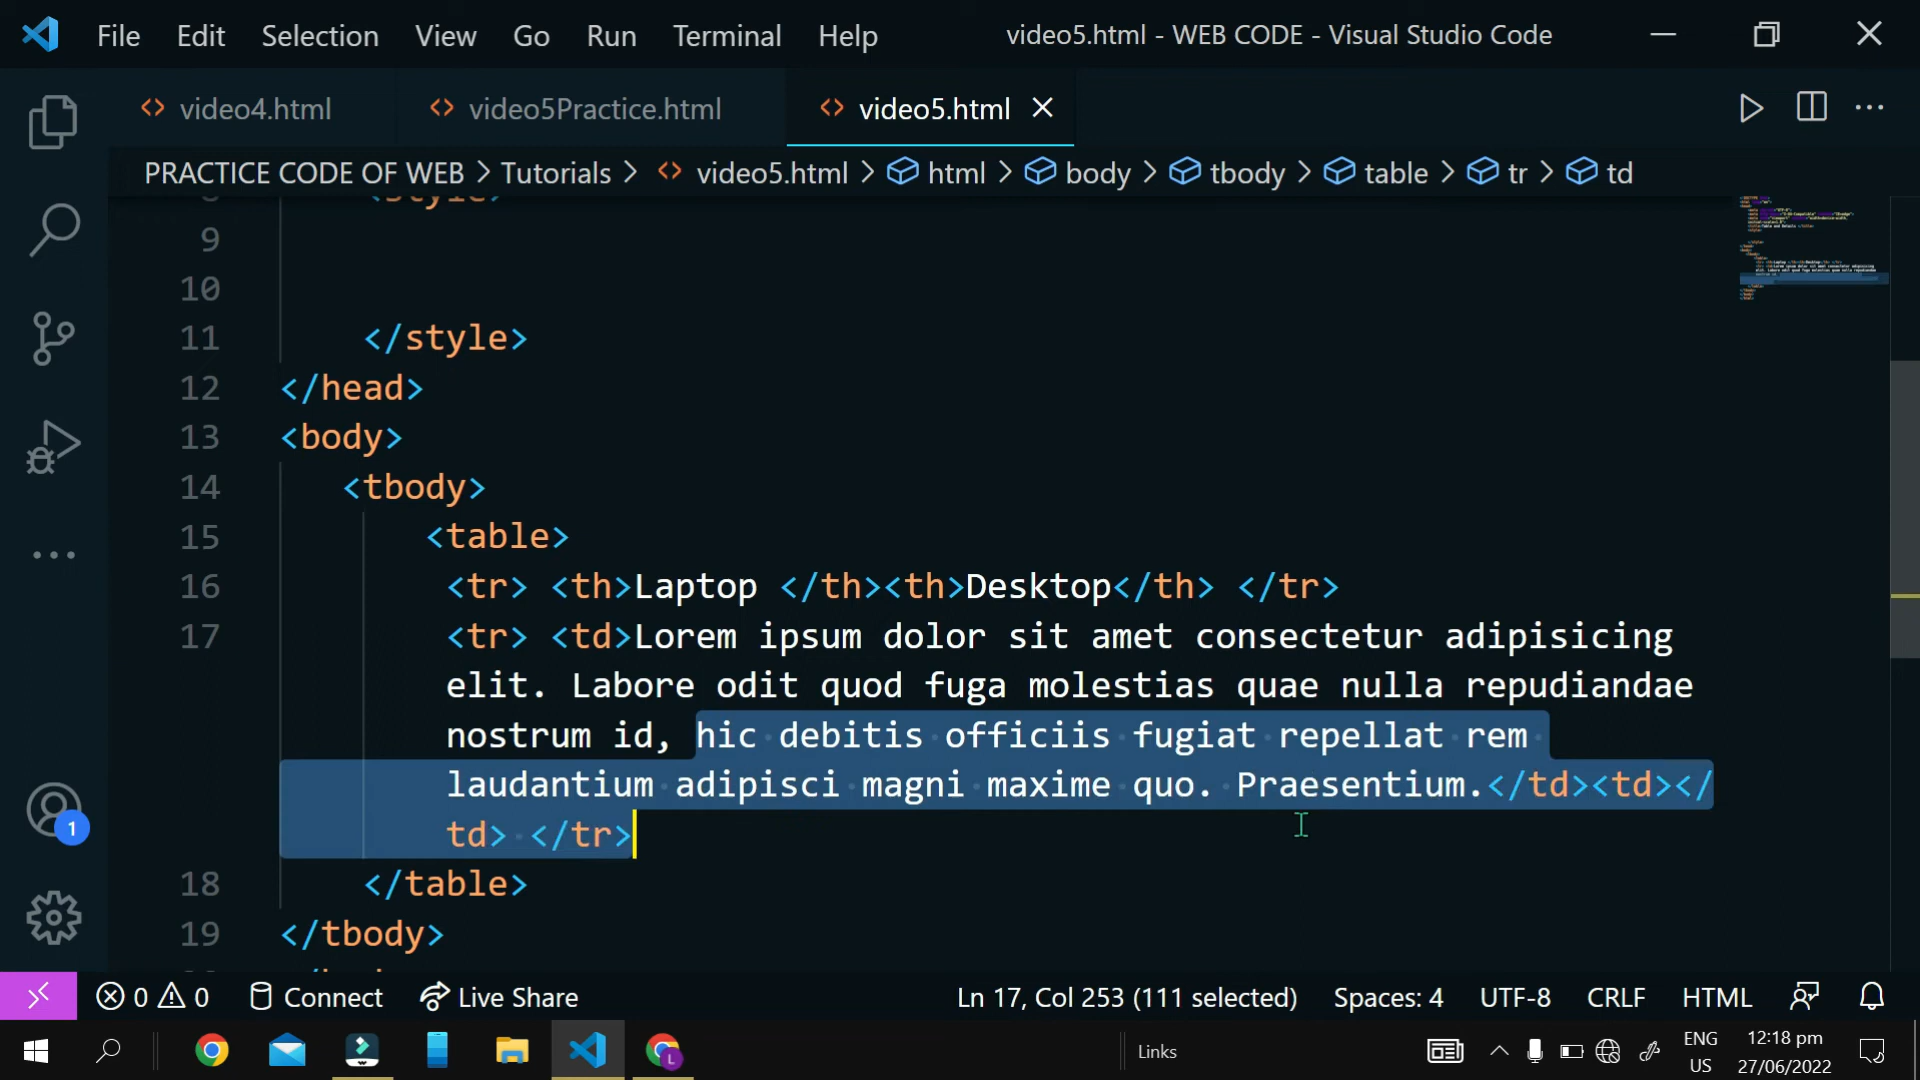 File Edit Selection View Go Run Terminal Help video5.html - WEB CODE - Visual Studio Code
video4.html video5Practice.html video5.html
PRACTICE CODE OF WEB > Tutorials > video5.html > html > body > tbody > table > tr > td
8 <style>
9
10
11 </style>
12 </head>
13 <body>
14 <tbody>
15 <table>
16 <tr> <th>Laptop </th><th>Desktop</th> </tr>
17 <tr> <td>Lorem ipsum dolor sit amet consectetur adipisicing
elit. Labore odit quod fuga molestias quae nulla repudiandae
nostrum id, hic debitis officiis fugiat repellat rem
laudantium adipisci magni maxime quo. Praesentium.</td><td></
td> </tr>
18 </table>
19 </tbody>
1
0 0 Connect Live Share Ln 17, Col 253 (111 selected) Spaces: 4 UTF-8 CRLF HTML
L Links ENG US 12:18 pm 27/06/2022